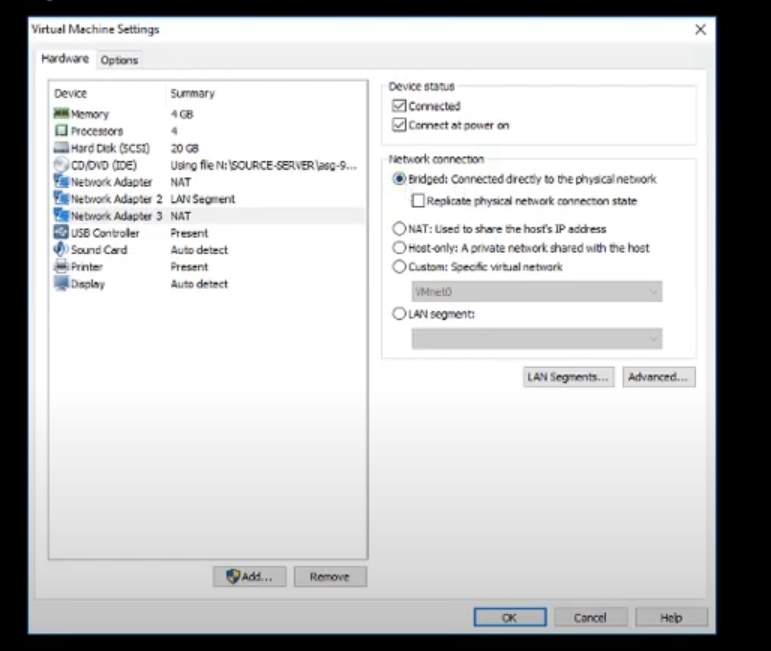 Virtual Machine Settings
Hardware Options
Device Summary
Memory 4 GB
Processors 4
Hard Disk (SCSI) 20 GB
CD/DVD (IDE) Using file N:\SOURCE-SERVER\asg-9...
Network Adapter NAT
Network Adapter 2 LAN Segment
Network Adapter 3 NAT
USB Controller Present
Sound Card Auto detect
Printer Present
Display Auto detect
Add... Remove
Device status
Connected
Connect at power on
Network connection
Bridged: Connected directly to the physical network
Replicate physical network connection state
NAT: Used to share the host's IP address
Host-only: A private network shared with the host
Custom: Specific virtual network
VMnet0
LAN segment:
LAN Segments... Advanced...
OK Cancel Help